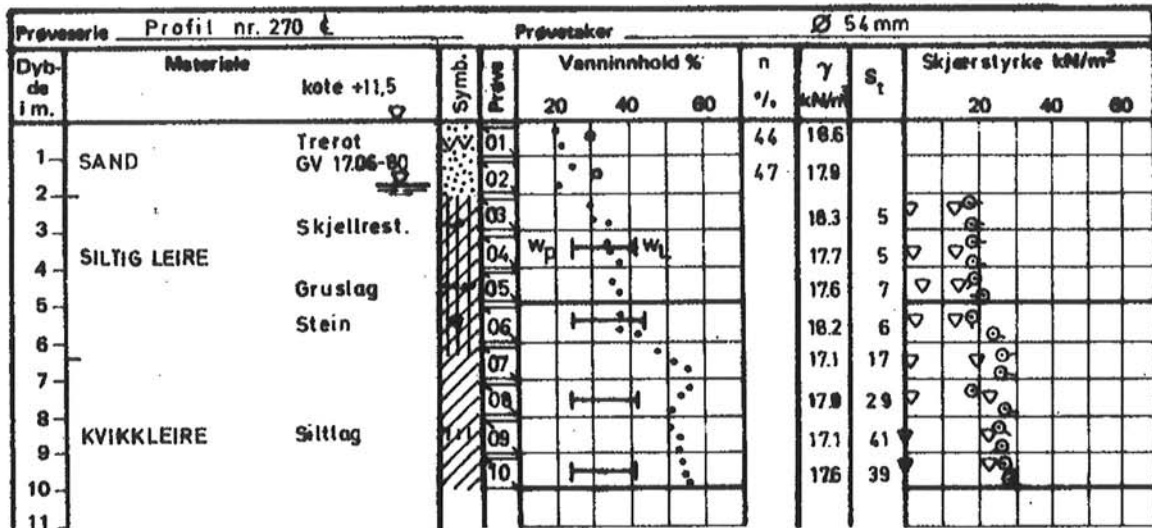 Prøveserie Profil nr. 270 ℄ Prøvetaker Ø 54mm
Dyb- Materiale Symb. Prøve Vanninnhold % n γ St Skjærstyrke kN/m²
de kote +11,5 % kN/m³
i m. 20 40 60 20 40 60
Trerot 01 44 18.6
1 SAND GV 17.06-80 02 47 17.9
2
03 18.3 5
3 Skjellrest.
wp wL 04 17.7 5
4 SILTIG LEIRE
Gruslag 05 17.6 7
5
Stein 06 18.2 6
6
07 17.1 17
7
08 29
8
KVIKKLEIRE Siltlag 09 17.1 41
9
10 17.6 39
10
11